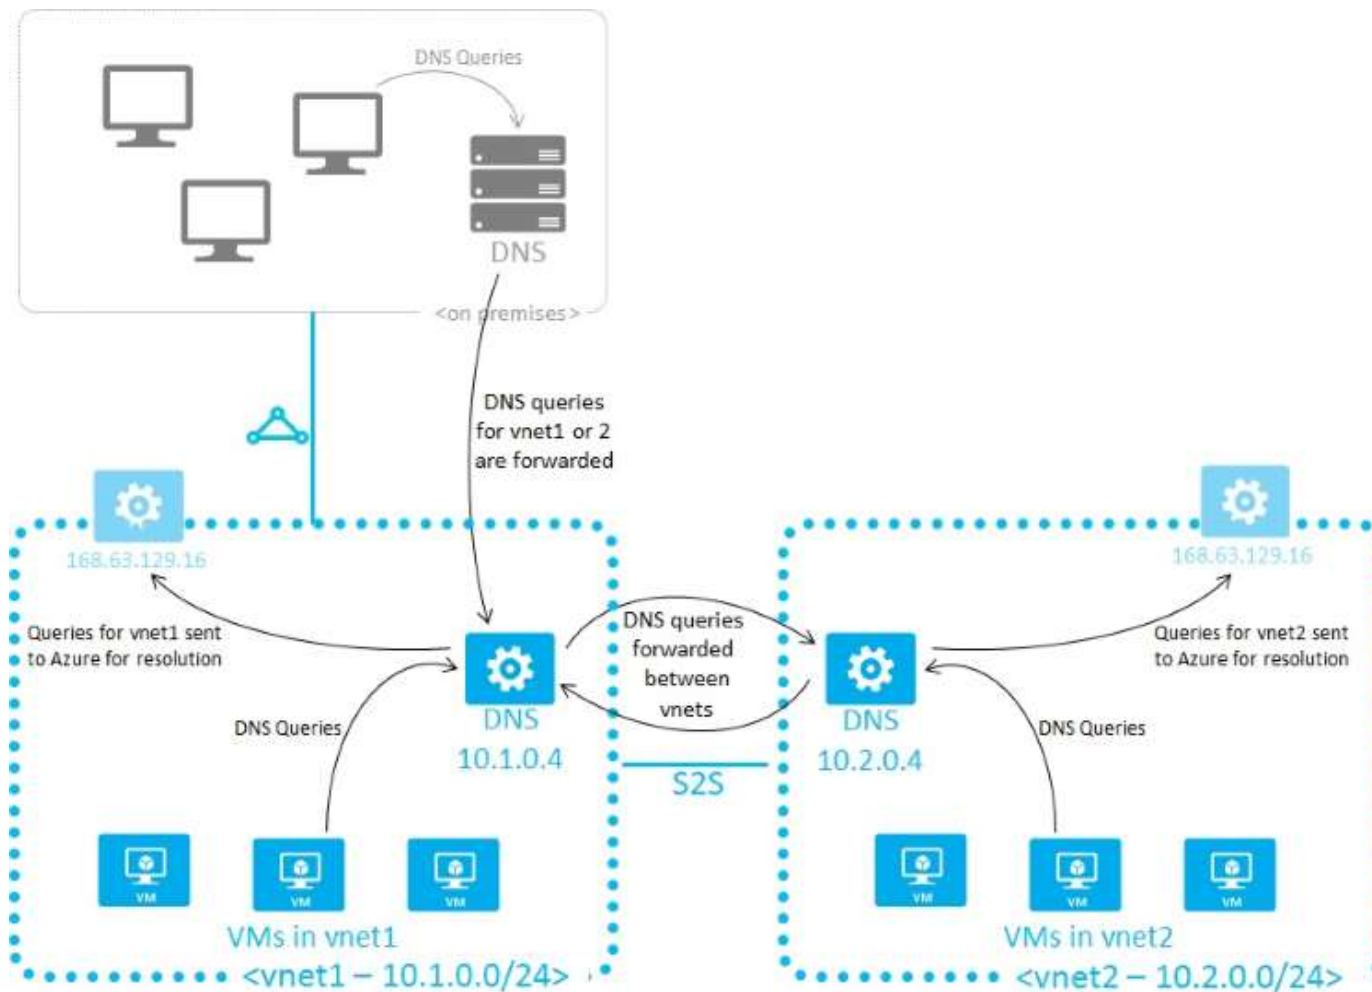 DNS Queries
DNS
<on premises>
DNS queries
for vnet1 or 2
are forwarded
168.63.129.16
168.63.129.16
Queries for vnet1 sent
to Azure for resolution
DNS queries
forwarded
between
vnets
Queries for vnet2 sent
to Azure for resolution
DNS Queries
DNS
10.1.0.4
DNS
10.2.0.4
DNS Queries
S2S
VM
VM
VM
VM
VM
VM
VMs in vnet1
<vnet1 – 10.1.0.0/24>
VMs in vnet2
<vnet2 – 10.2.0.0/24>